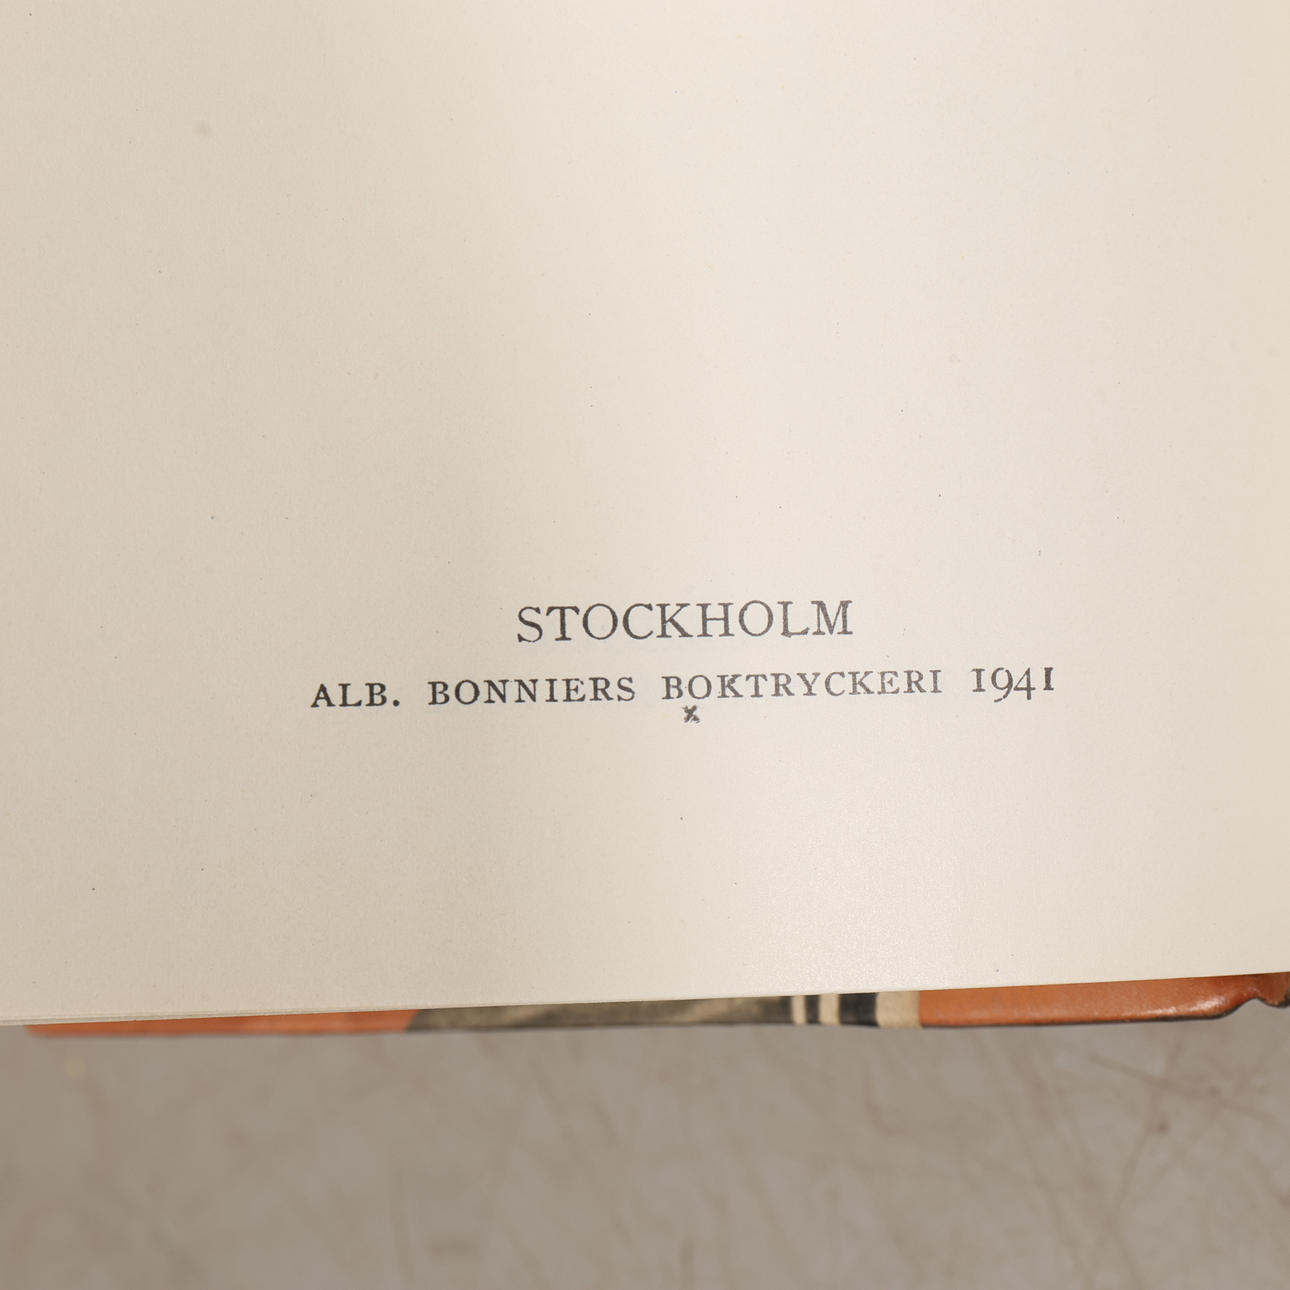 STOCKHOLM
ALB. BONNIERS BOKTRYCKERI 1941
x